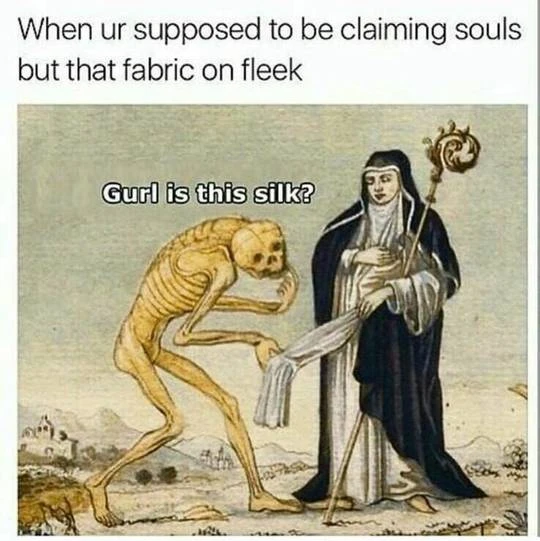 When ur supposed to be claiming souls
but that fabric on fleek
Gurl is this silk?